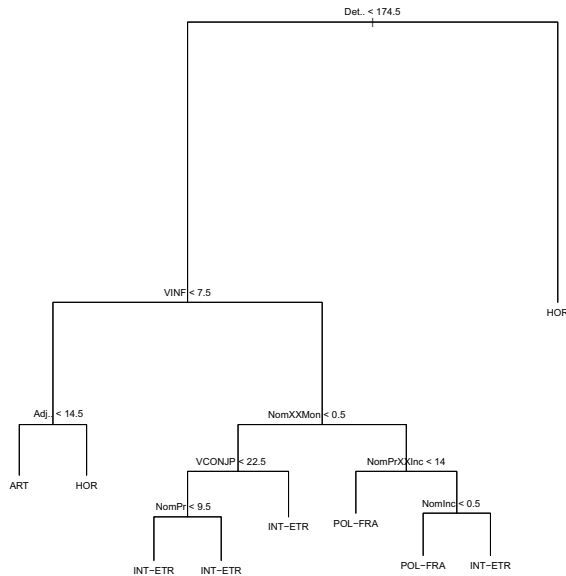 Det.. < 174.5
VINF < 7.5
HOR
Adj.. < 14.5
NomXXMon < 0.5
ART
HOR
VCONJP < 22.5
NomPrXXInc < 14
NomPr < 9.5
INT−ETR
POL−FRA
NomInc < 0.5
INT−ETR
INT−ETR
POL−FRA
INT−ETR